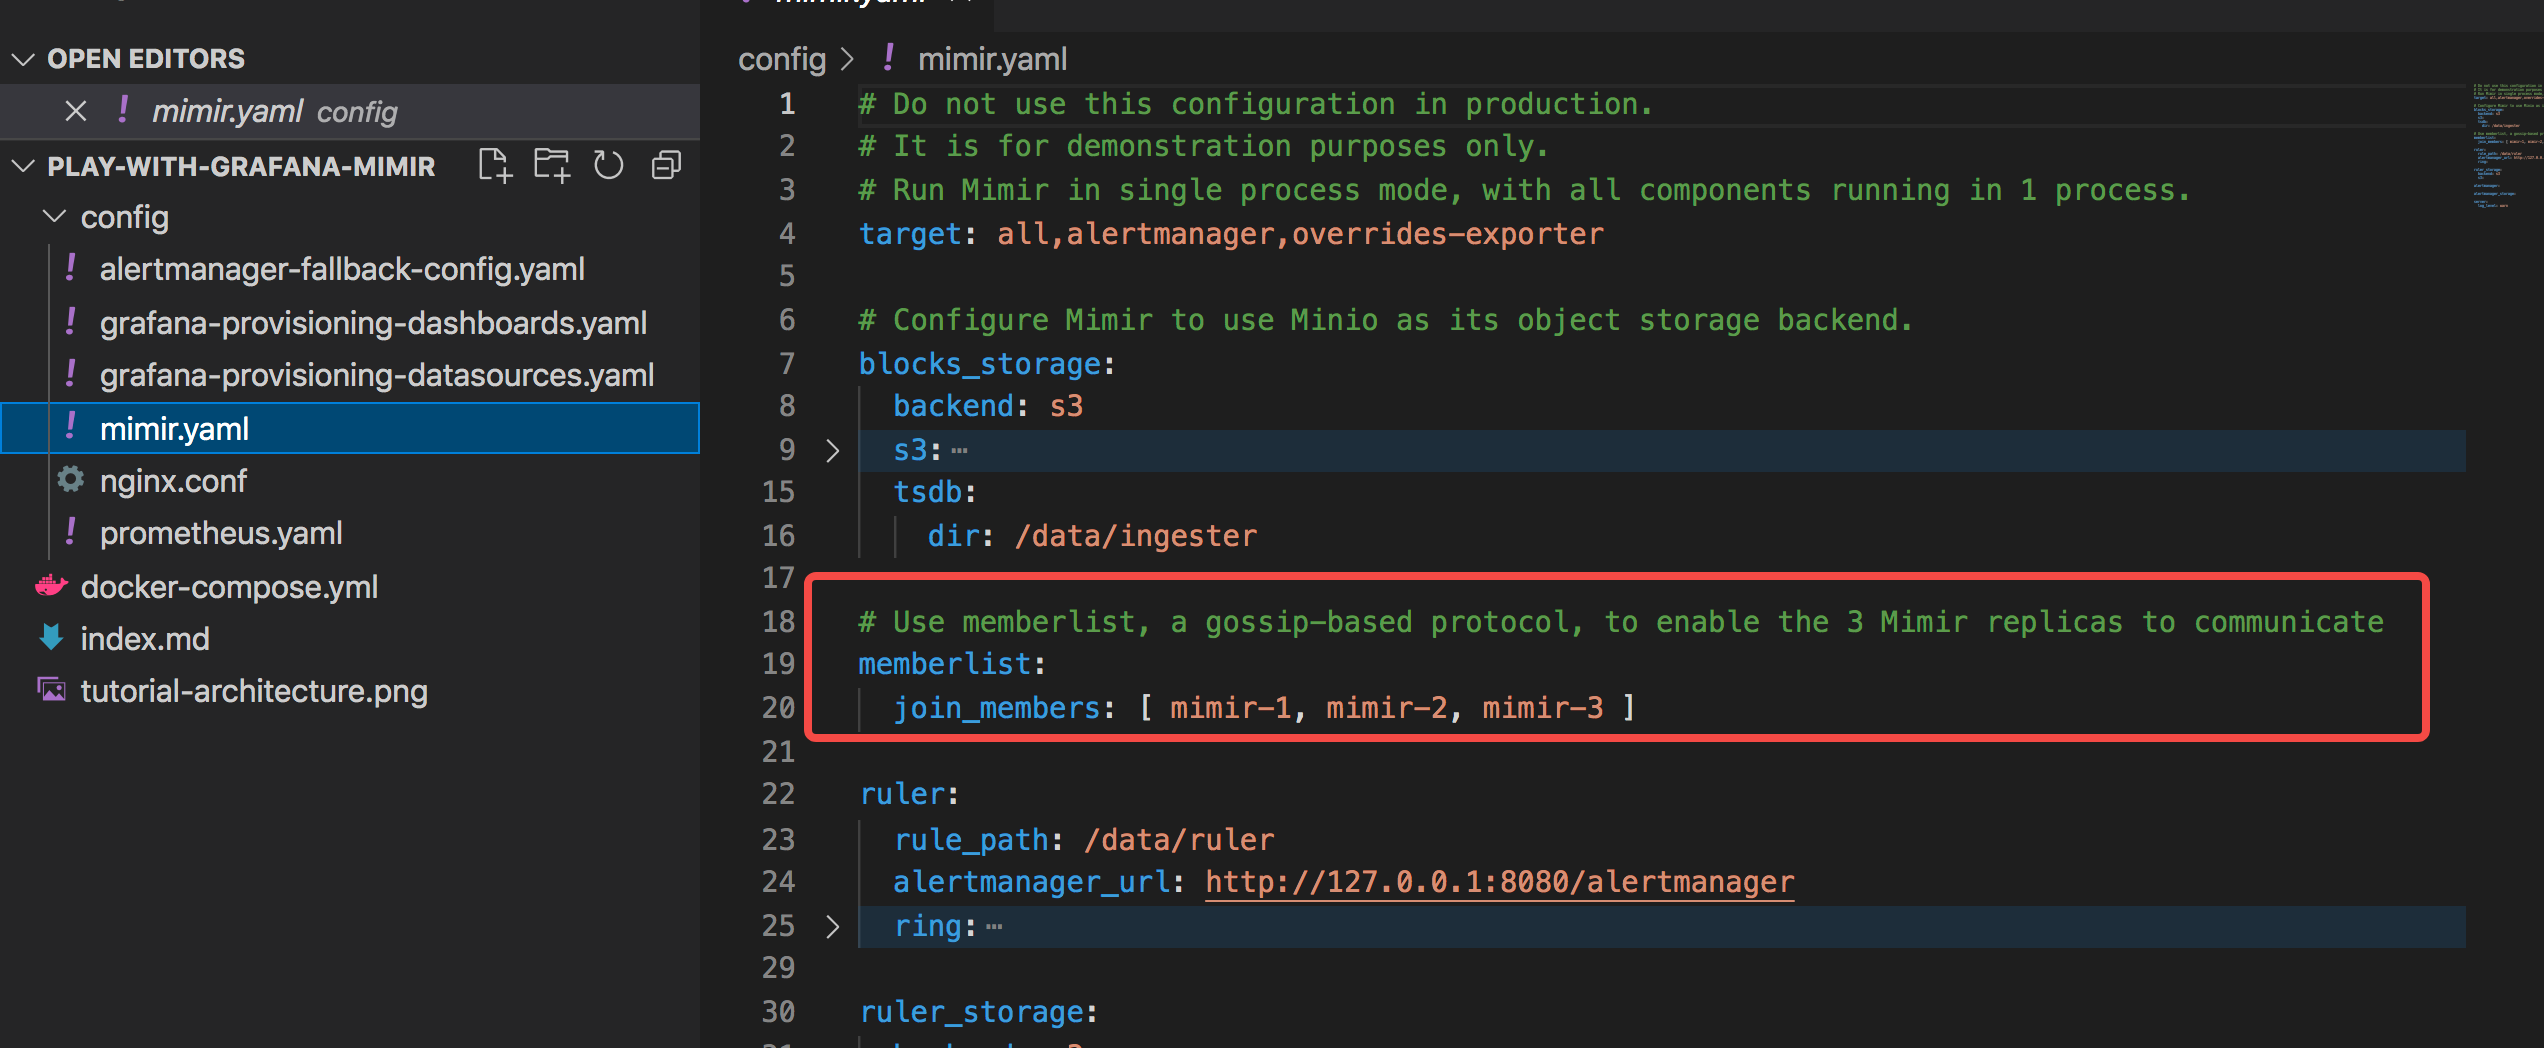 OPEN EDITORS
mimir.yaml config
PLAY-WITH-GRAFANA-MIMIR
config
alertmanager-fallback-config.yaml
grafana-provisioning-dashboards.yaml
grafana-provisioning-datasources.yaml
mimir.yaml
nginx.conf
prometheus.yaml
docker-compose.yml
index.md
tutorial-architecture.png
mimir.yaml
config > mimir.yaml
1 # Do not use this configuration in production.
2 # It is for demonstration purposes only.
3 # Run Mimir in single process mode, with all components running in 1 process.
4 target: all,alertmanager,overrides-exporter
5
6 # Configure Mimir to use Minio as its object storage backend.
7 blocks_storage:
8 backend: s3
9 s3:…
15 tsdb:
16 dir: /data/ingester
17
18 # Use memberlist, a gossip-based protocol, to enable the 3 Mimir replicas to communicate
19 memberlist:
20 join_members: [ mimir-1, mimir-2, mimir-3 ]
21
22 ruler:
23 rule_path: /data/ruler
24 alertmanager_url: http://127.0.0.1:8080/alertmanager
25 ring:…
29
30 ruler_storage: